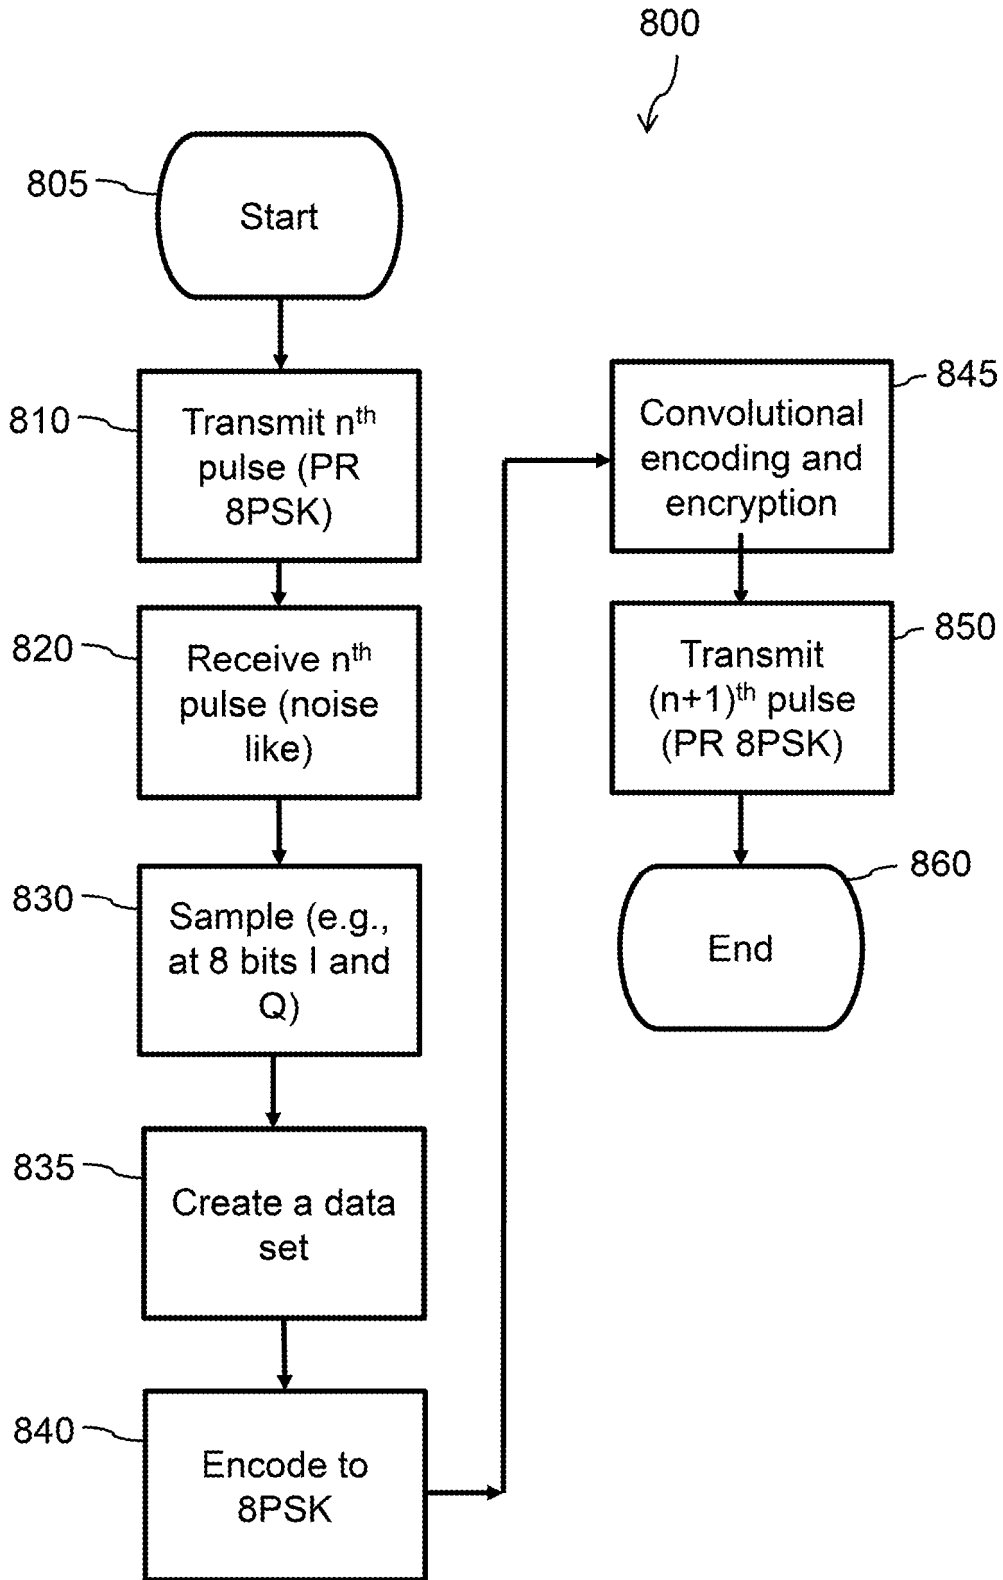 800
805
Start
810
Transmit nth
pulse (PR
8PSK)
820
Receive nth
pulse (noise
like)
830
Sample (e.g.,
at 8 bits I and
Q)
835
Create a data
set
840
Encode to
8PSK
845
Convolutional
encoding and
encryption
850
Transmit
(n+1)th pulse
(PR 8PSK)
860
End